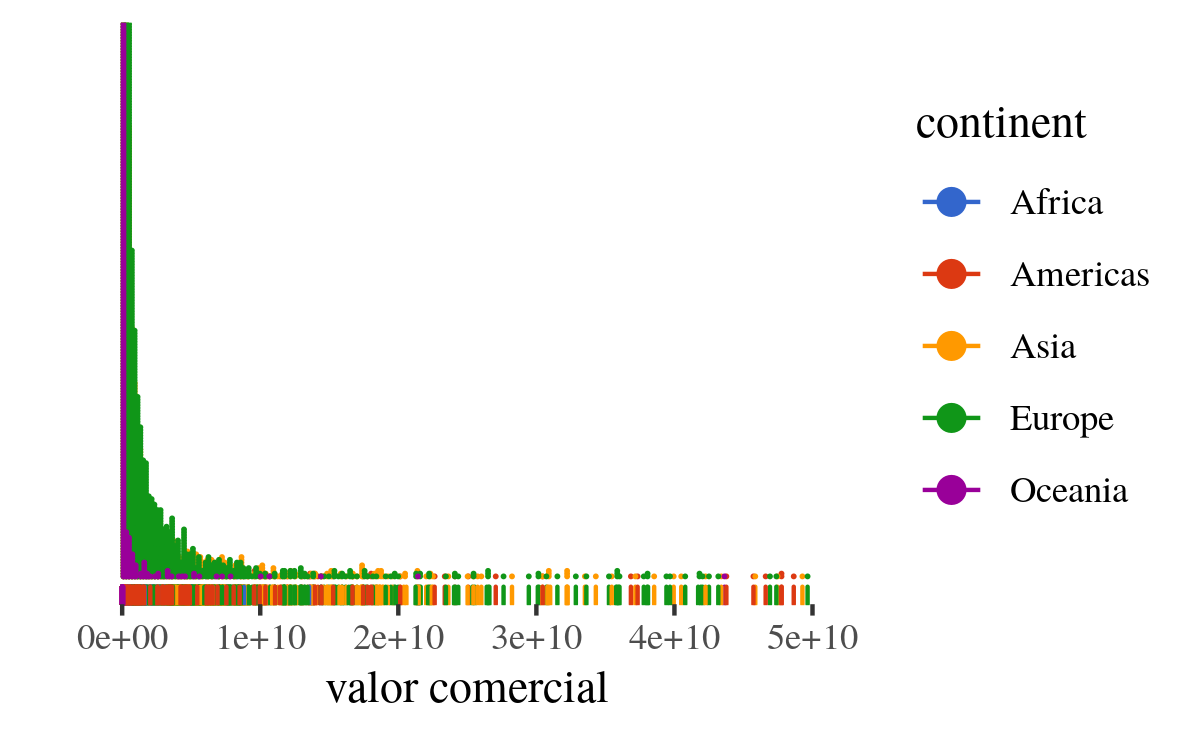 continent
Africa
Americas
Asia
Europe
Oceania
0e+00 1e+10 2e+10 3e+10 4e+10 5e+10
valor comercial